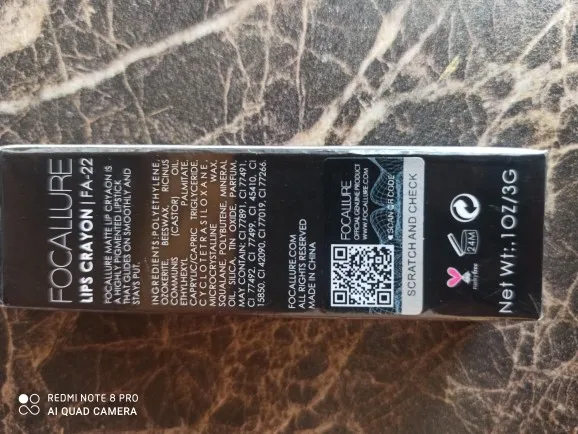 FOCALLURE
LIPS CRAYON | FA-22
FOCALLURE MATTE LIP CRYAON IS
A HIGHLY PIGMENTED LIPSTICK
THAT GLIDES ON SMOOTHLY AND
STAYS PUT.
INGREDIENTS:POLYETHYLENE,
OZOKERITE, BEESWAX, RICINUS
COMMUNIS (CASTOR) OIL,
ETHYLHEXYL PALMITATE,
CAPRYLIC/CAPRIC TRIGLYCERIDE,
CYCLOTETRASILOXANE,
MICROCRYSTALLINE WAX,
SQUALANE, POLYETENE, MINERAL
OIL, SILICA, TIN OXIDE, PARFUM.
MAY CONTAIN: CI 77891, CI 77491,
CI 77492, CI 77499, CI 45410, CI
15850, CI 42090, CI 77019, CI 77266.
FOCALLURE.COM
ALL RIGHTS RESERVED
MADE IN CHINA
FOCALLURE
OFFICIAL GENUINE PRODUCT
WWW.FOCALLURE.COM
SCAN QR CODE
SCRATCH AND CHECK
24M
Net Wt:.1OZ/3G
REDMI NOTE 8 PRO
AI QUAD CAMERA